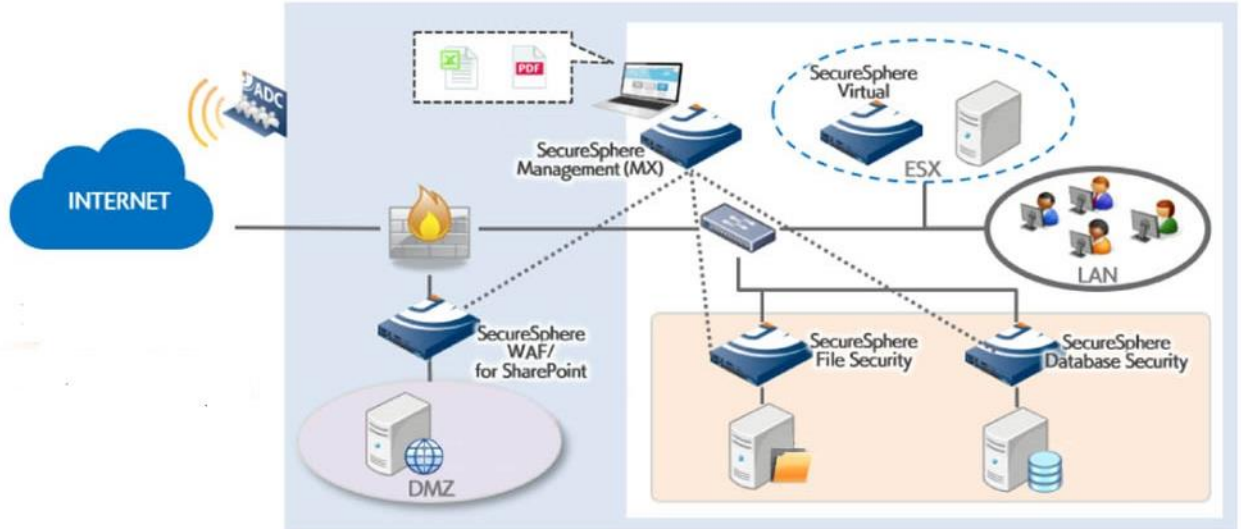 ADC
PDF
SecureSphere
Virtual
SecureSphere
Management (MX)
ESX
INTERNET
LAN
SecureSphere
WAF/
for SharePoint
SecureSphere
File Security
SecureSphere
Database Security
DMZ